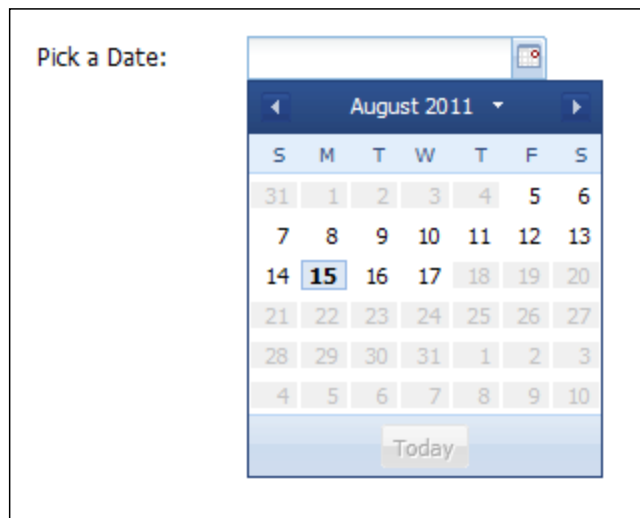 Pick a Date:
August 2011
S M T W T F S
31 1 2 3 4 5 6
7 8 9 10 11 12 13
14 15 16 17 18 19 20
21 22 23 24 25 26 27
28 29 30 31 1 2 3
4 5 6 7 8 9 10
Today